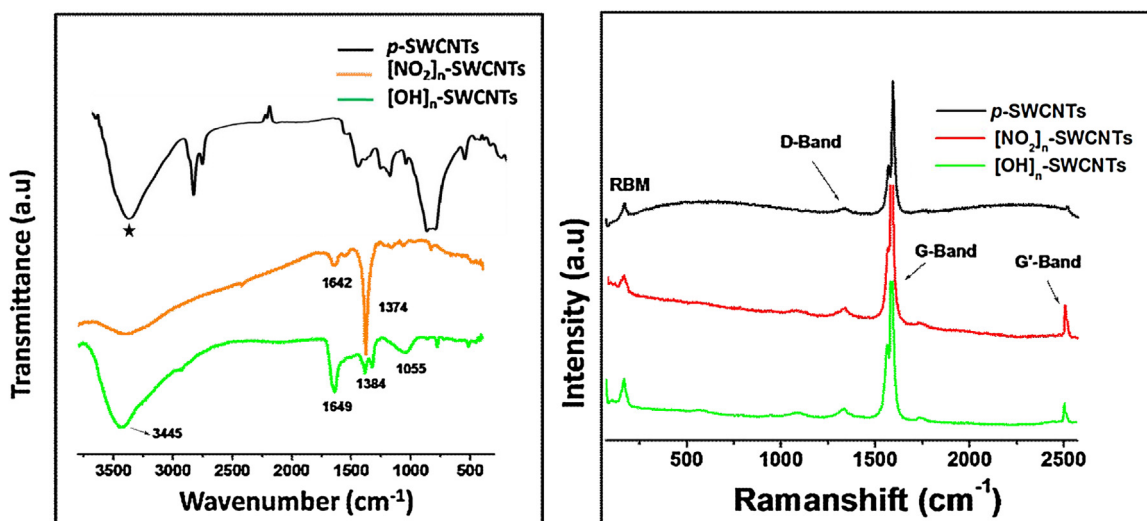 p-SWCNTs
[NO₂]ₙ-SWCNTs
[OH]ₙ-SWCNTs
Transmittance (a.u)
★
1642
1374
1649
1384
1055
3445
3500 3000 2500 2000 1500 1000 500
Wavenumber (cm⁻¹)
p-SWCNTs
[NO₂]ₙ-SWCNTs
[OH]ₙ-SWCNTs
D-Band
RBM
G-Band
G'-Band
Intensity (a.u)
500 1000 1500 2000 2500
Ramanshift (cm⁻¹)